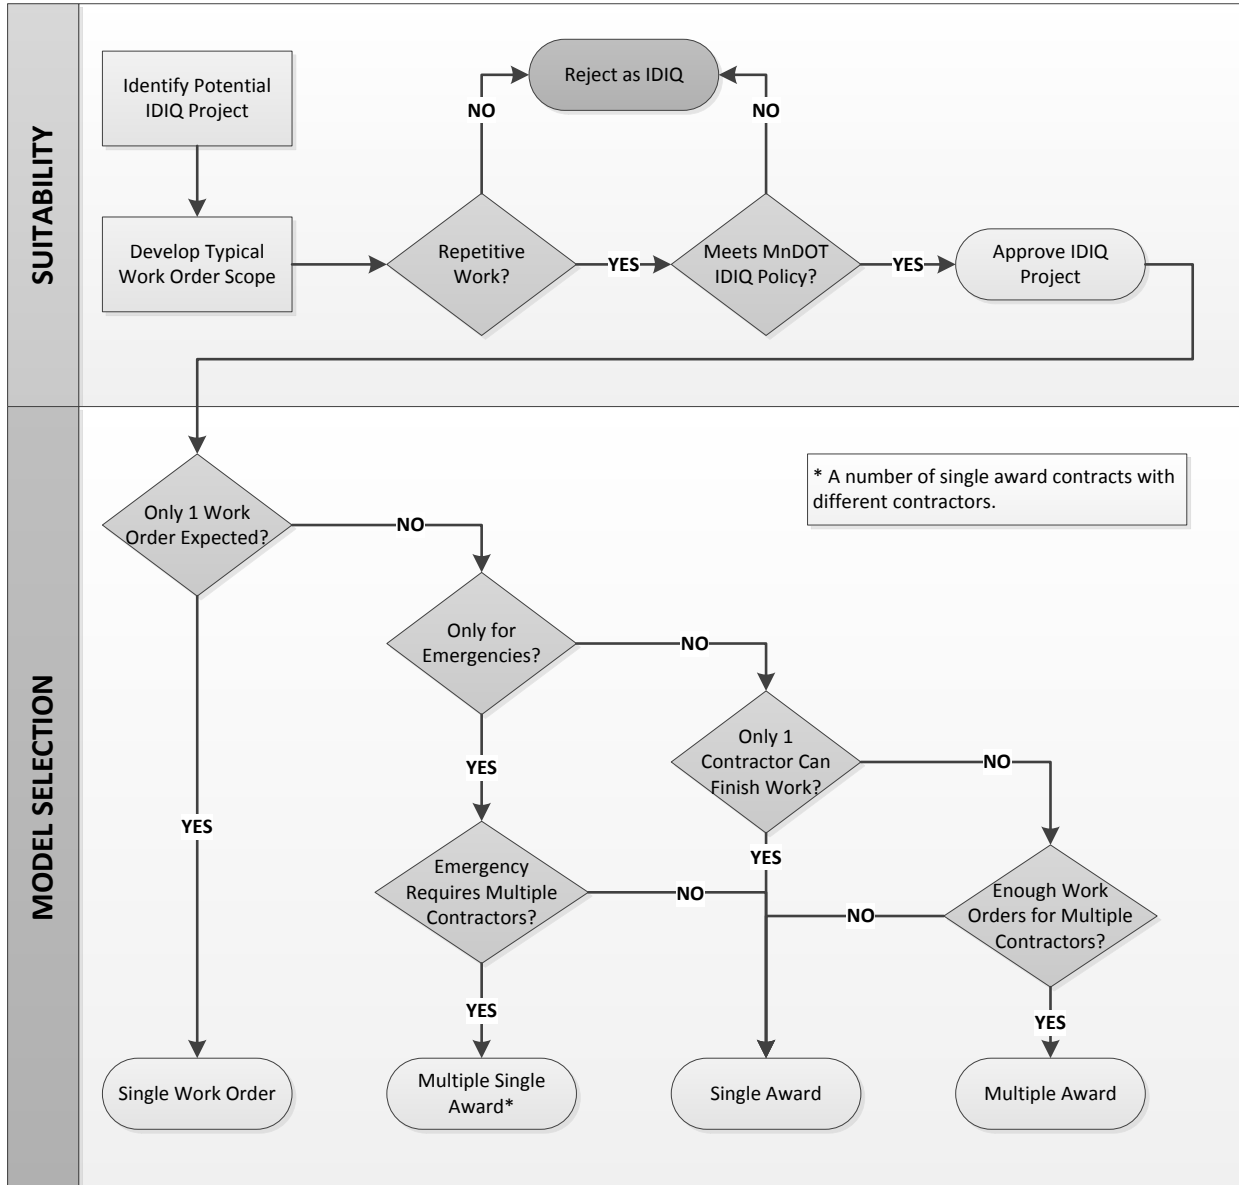 SUITABILITY
Identify Potential
IDIQ Project
Reject as IDIQ
NO
NO
Develop Typical
Work Order Scope
Repetitive
Work?
YES
Meets MnDOT
IDIQ Policy?
YES
Approve IDIQ
Project
MODEL SELECTION
* A number of single award contracts with
different contractors.
Only 1 Work
Order Expected?
NO
Only for
Emergencies?
NO
Only 1
Contractor Can
Finish Work?
NO
YES
YES
YES
Emergency
Requires Multiple
Contractors?
NO
NO
Enough Work
Orders for Multiple
Contractors?
YES
YES
Single Work Order
Multiple Single
Award*
Single Award
Multiple Award